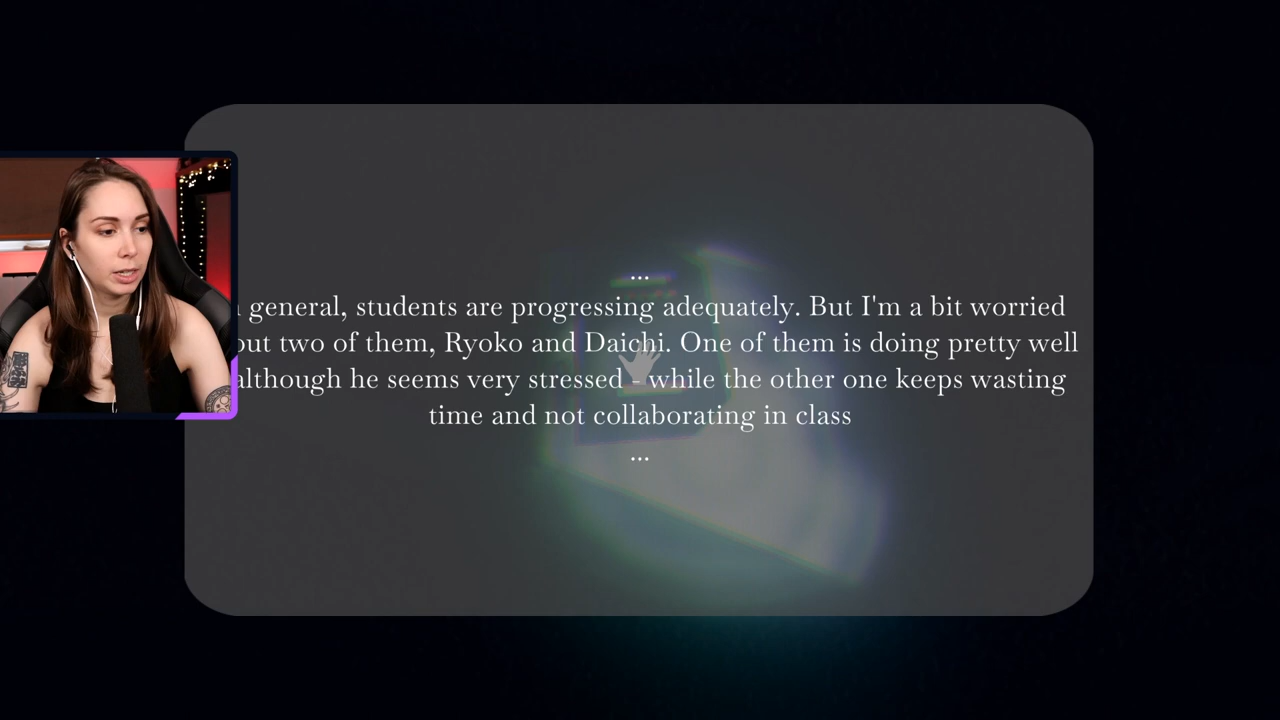 ...
general, students are progressing adequately. But I'm a bit worried
two of them, Ryoko and Daichi. One of them is doing pretty well
although he seems very stressed - while the other one keeps wasting
time and not collaborating in class
...